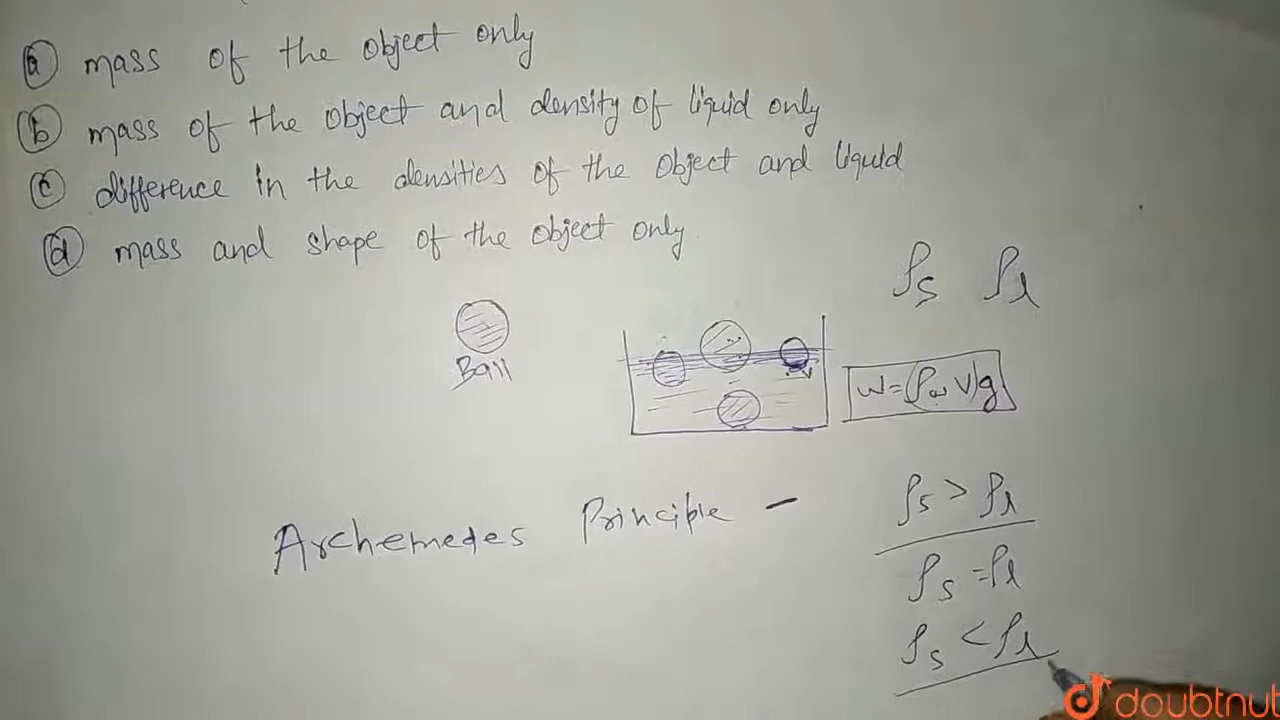 (a) mass of the object only
(b) mass of the object and density of liquid only
(c) difference in the densities of the object and liquid
(d) mass and shape of the object only
ρs ρl
Ball
v
w=(ρw V)g
Archemedes Principle -
ρs > ρl
ρs = ρl
ρs < ρl
doubtnut